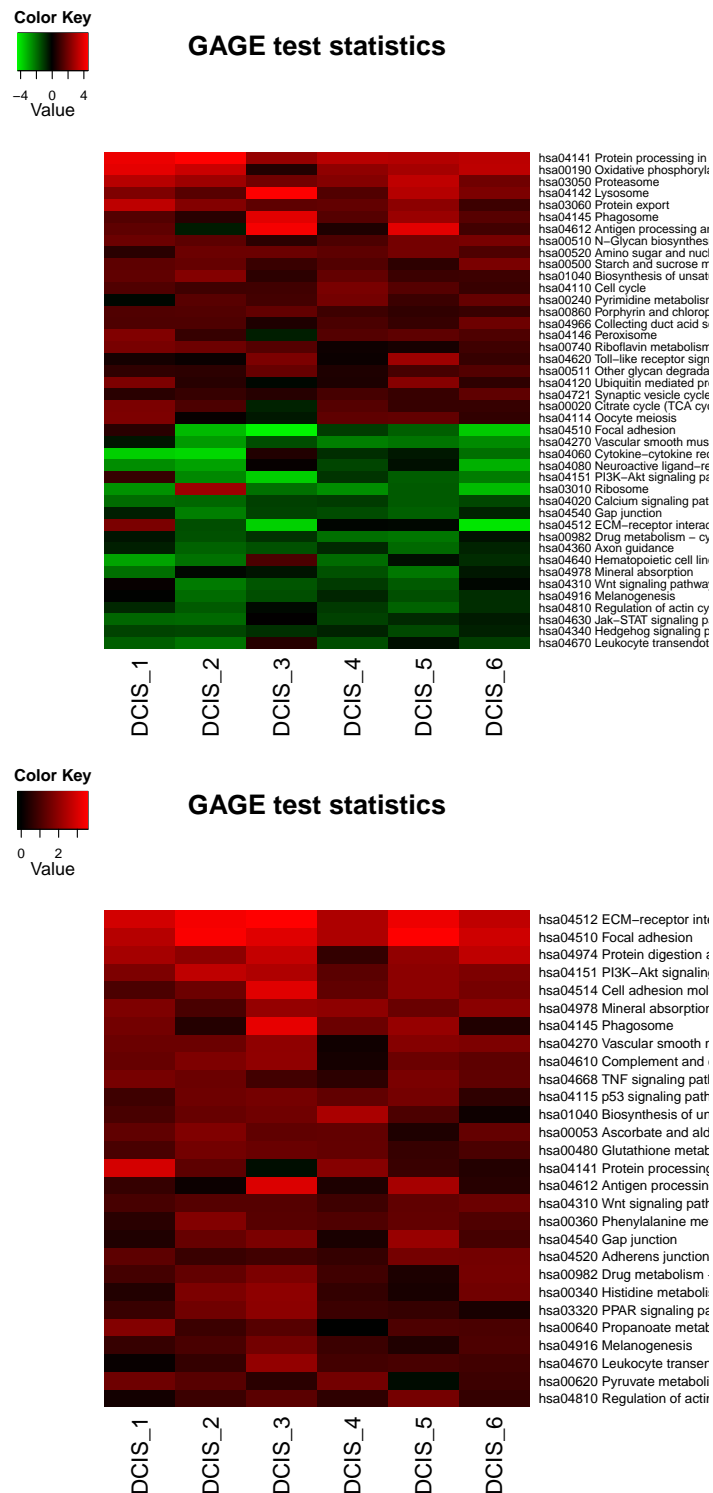 Color Key
GAGE test statistics
−4 0 4
Value
hsa04141 Protein processing in
hsa00190 Oxidative phosphoryla
hsa03050 Proteasome
hsa04142 Lysosome
hsa03060 Protein export
hsa04145 Phagosome
hsa04612 Antigen processing an
hsa00510 N−Glycan biosynthes
hsa00520 Amino sugar and nucl
hsa00500 Starch and sucrose m
hsa01040 Biosynthesis of unsatu
hsa04110 Cell cycle
hsa00240 Pyrimidine metabolism
hsa00860 Porphyrin and chlorop
hsa04966 Collecting duct acid se
hsa04146 Peroxisome
hsa00740 Riboflavin metabolism
hsa04620 Toll−like receptor sign
hsa00511 Other glycan degrada
hsa04120 Ubiquitin mediated pro
hsa04721 Synaptic vesicle cycle
hsa00020 Citrate cycle (TCA cyc
hsa04114 Oocyte meiosis
hsa04510 Focal adhesion
hsa04270 Vascular smooth musc
hsa04060 Cytokine−cytokine rec
hsa04080 Neuroactive ligand−re
hsa04151 PI3K−Akt signaling pa
hsa03010 Ribosome
hsa04020 Calcium signaling path
hsa04540 Gap junction
hsa04512 ECM−receptor interac
hsa00982 Drug metabolism − cy
hsa04360 Axon guidance
hsa04640 Hematopoietic cell line
hsa04978 Mineral absorption
hsa04310 Wnt signaling pathway
hsa04916 Melanogenesis
hsa04810 Regulation of actin cy
hsa04630 Jak−STAT signaling pa
hsa04340 Hedgehog signaling p
hsa04670 Leukocyte transendot
DCIS_1
DCIS_2
DCIS_3
DCIS_4
DCIS_5
DCIS_6
Color Key
GAGE test statistics
0 2
Value
hsa04512 ECM−receptor inte
hsa04510 Focal adhesion
hsa04974 Protein digestion a
hsa04151 PI3K−Akt signaling
hsa04514 Cell adhesion mol
hsa04978 Mineral absorption
hsa04145 Phagosome
hsa04270 Vascular smooth m
hsa04610 Complement and c
hsa04668 TNF signaling path
hsa04115 p53 signaling path
hsa01040 Biosynthesis of un
hsa00053 Ascorbate and ald
hsa00480 Glutathione metab
hsa04141 Protein processing
hsa04612 Antigen processin
hsa04310 Wnt signaling path
hsa00360 Phenylalanine me
hsa04540 Gap junction
hsa04520 Adherens junction
hsa00982 Drug metabolism −
hsa00340 Histidine metabolis
hsa03320 PPAR signaling pa
hsa00640 Propanoate metab
hsa04916 Melanogenesis
hsa04670 Leukocyte transen
hsa00620 Pyruvate metaboli
hsa04810 Regulation of actin
DCIS_1
DCIS_2
DCIS_3
DCIS_4
DCIS_5
DCIS_6